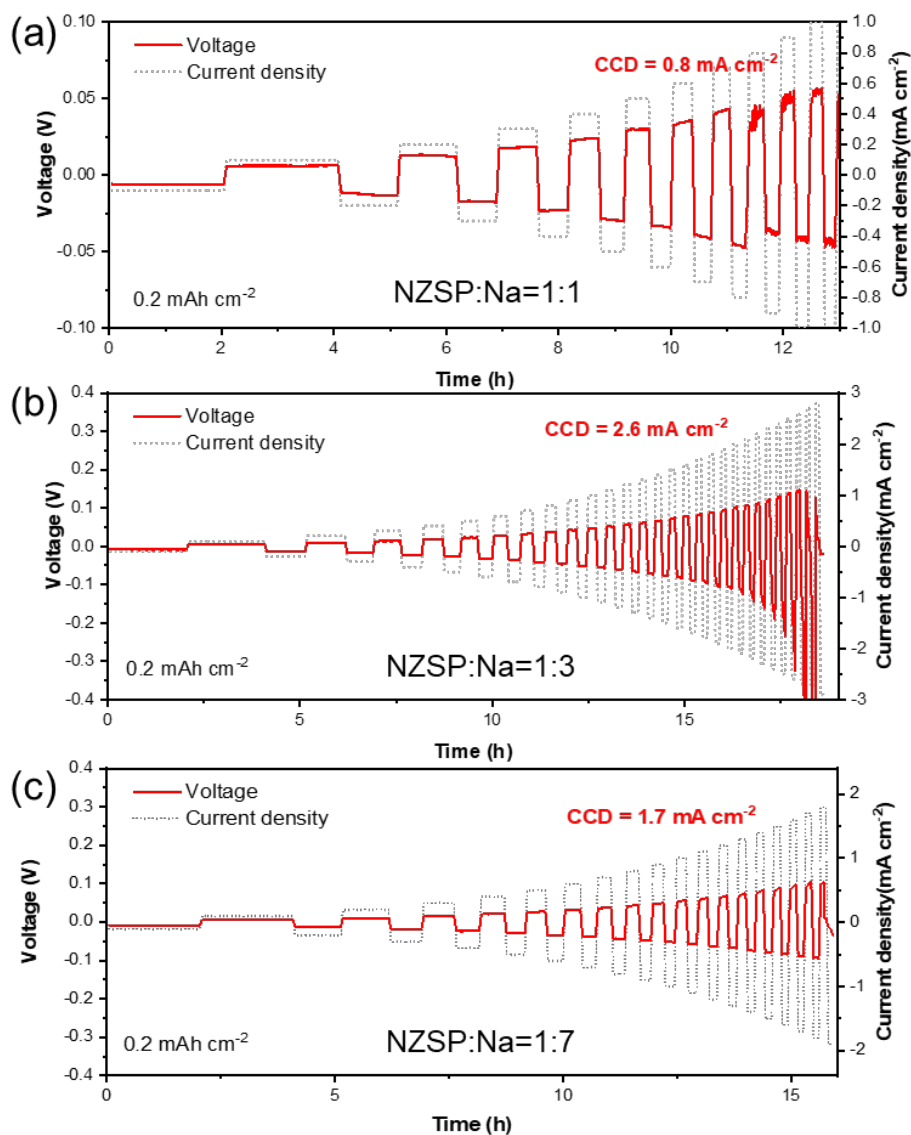 (a)
Voltage
Current density
CCD = 0.8 mA cm⁻²
0.2 mAh cm⁻²
NZSP:Na=1:1
Voltage (V)
0.10
0.05
0.00
-0.05
-0.10
Current density(mA cm⁻²)
1.0
0.8
0.6
0.4
0.2
0.0
-0.2
-0.4
-0.6
-0.8
-1.0
0 2 4 6 8 10 12
Time (h)
(b)
Voltage
Current density
CCD = 2.6 mA cm⁻²
0.2 mAh cm⁻²
NZSP:Na=1:3
Voltage (V)
0.4
0.3
0.2
0.1
0.0
-0.1
-0.2
-0.3
-0.4
Current density(mA cm⁻²)
3
2
1
0
-1
-2
-3
0 5 10 15
Time (h)
(c)
Voltage
Current density
CCD = 1.7 mA cm⁻²
0.2 mAh cm⁻²
NZSP:Na=1:7
Voltage (V)
0.4
0.3
0.2
0.1
0.0
-0.1
-0.2
-0.3
-0.4
Current density(mA cm⁻²)
2
1
0
-1
-2
0 5 10 15
Time (h)